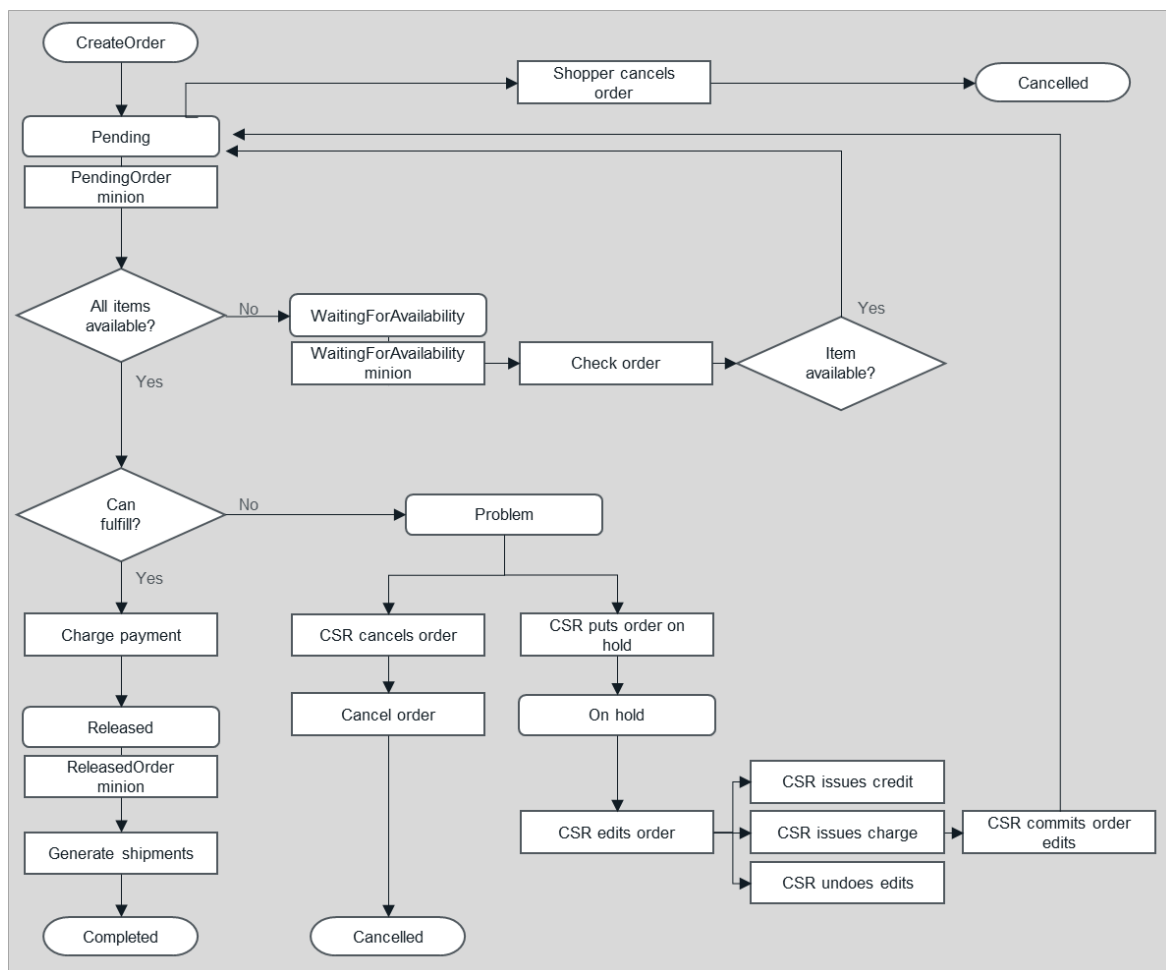 CreateOrder
Shopper cancels
order
Cancelled
Pending
PendingOrder
minion
All items
available?
No
WaitingForAvailability
WaitingForAvailability
minion
Check order
Item
available?
Yes
Yes
Can
fulfill?
No
Problem
Yes
Charge payment
CSR cancels order
CSR puts order on
hold
Released
Cancel order
On hold
ReleasedOrder
minion
CSR issues credit
Generate shipments
CSR edits order
CSR issues charge
CSR commits order
edits
CSR undoes edits
Completed
Cancelled